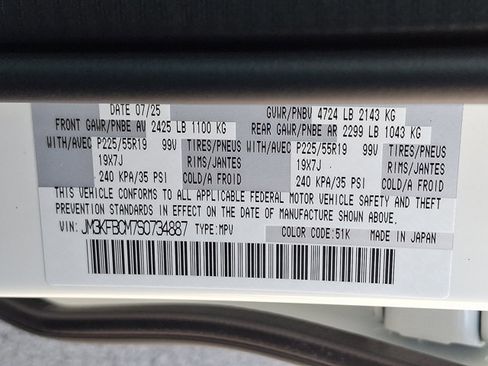 DATE 07/25 GVWR/PNBV 4724 LB 2143 KG
FRONT GAWR/PNBE AV 2425 LB 1100 KG REAR GAWR/PNBE AR 2299 LB 1043 KG
WITH/AVEC P225/55R19 99V TIRES/PNEUS WITH/AVEC P225/55R19 99V TIRES/PNEUS
19X7J RIMS/JANTES 19X7J RIMS/JANTES
240 KPA/35 PSI COLD/A FROID 240 KPA/35 PSI COLD/A FROID
THIS VEHICLE CONFORMS TO ALL APPLICABLE FEDERAL MOTOR VEHICLE SAFETY AND THEFT
PREVENTION STANDARDS IN EFFECT ON THE DATE OF MANUFACTURE SHOWN ABOVE.
VIN: JM3KFBCM7S0734887 TYPE: MPV COLOR CODE: 51K MADE IN JAPAN